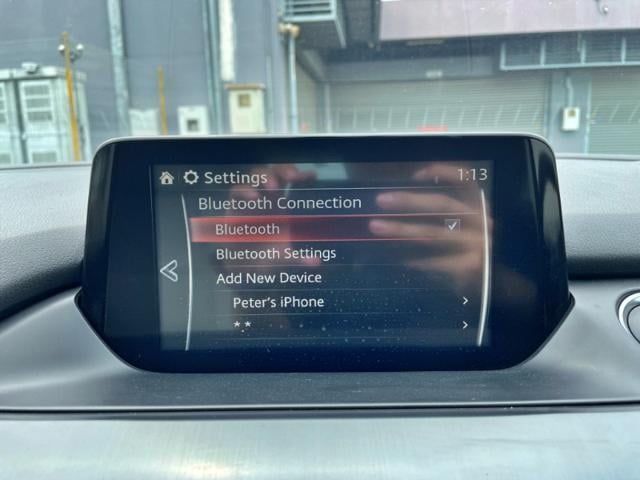 Settings 1:13
Bluetooth Connection
Bluetooth
Bluetooth Settings
Add New Device
Peter's iPhone
*.*